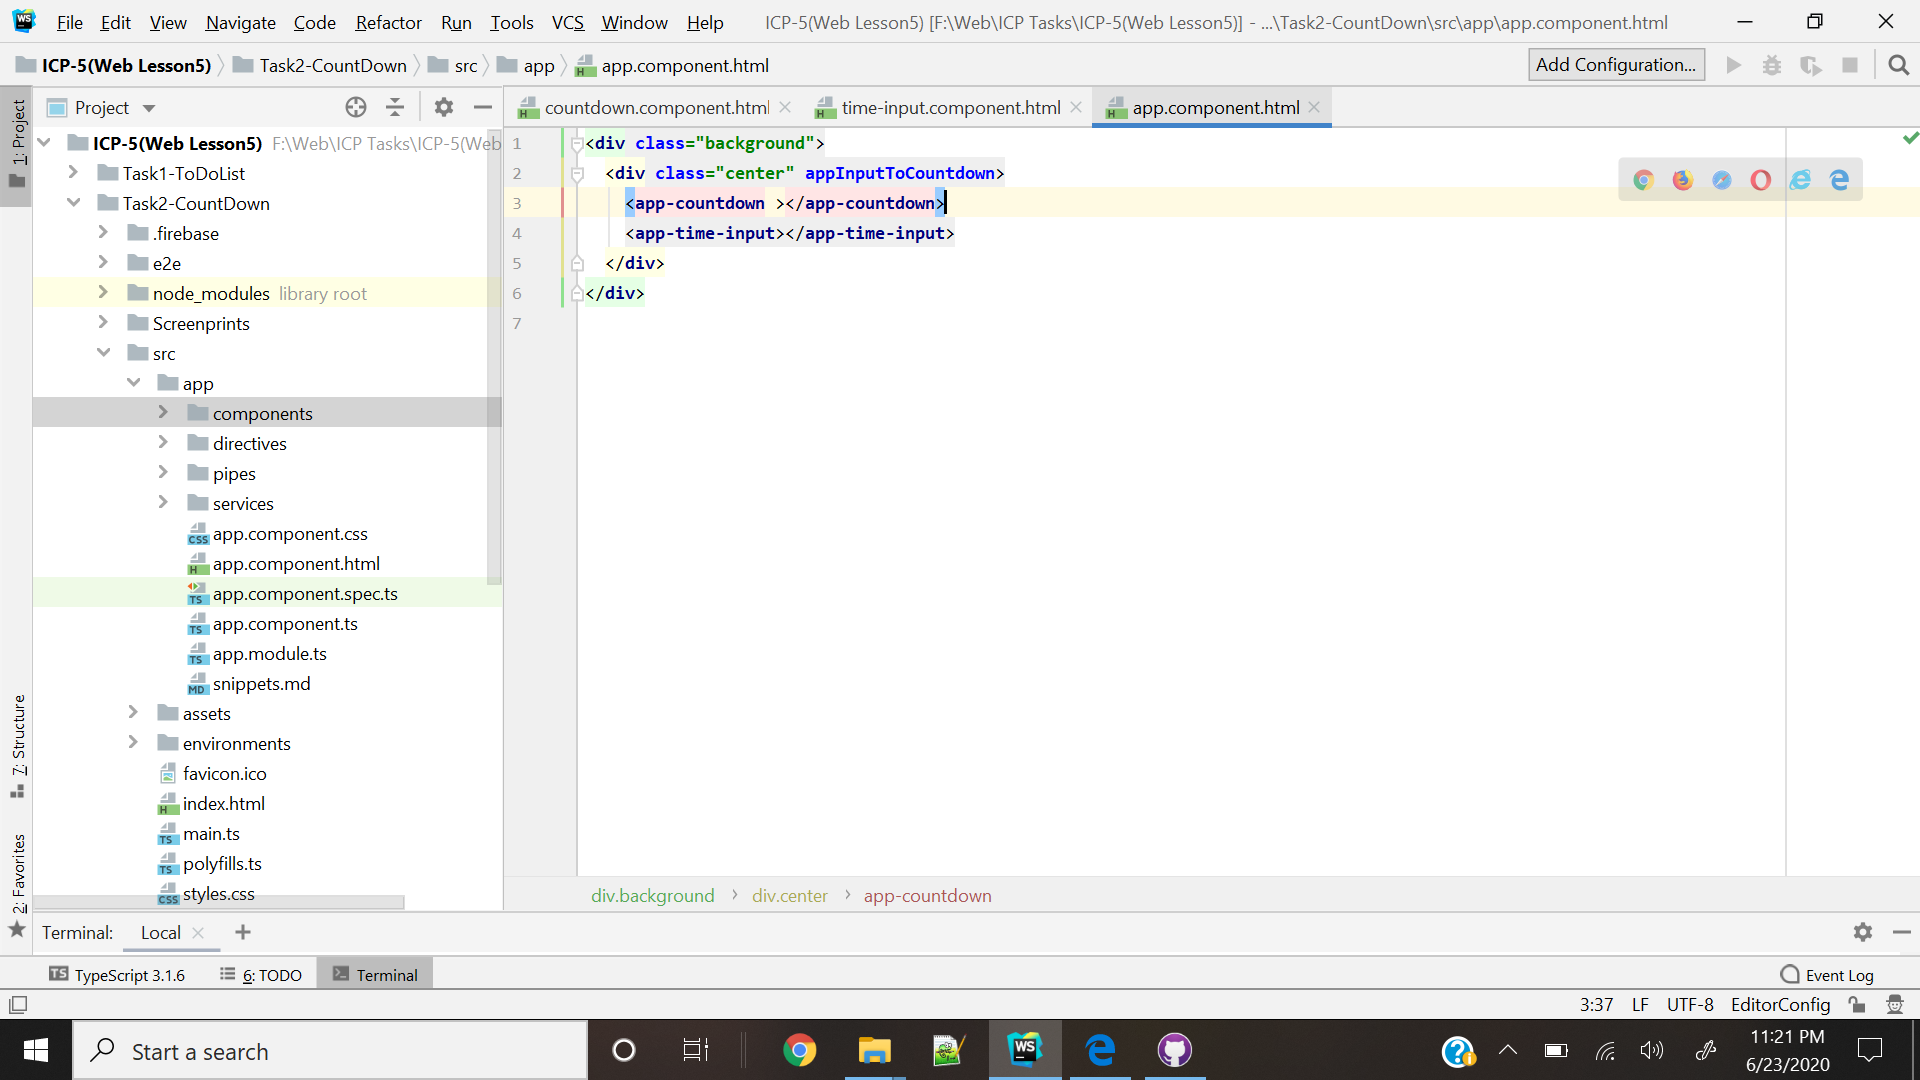 File Edit View Navigate Code Refactor Run Tools VCS Window Help ICP-5(Web Lesson5) [F:\Web\ICP Tasks\ICP-5(Web Lesson5)] - ...\Task2-CountDown\src\app\app.component.html
ICP-5(Web Lesson5) Task2-CountDown src app app.component.html Add Configuration...
1: Project
Project
countdown.component.html time-input.component.html app.component.html
ICP-5(Web Lesson5) F:\Web\ICP Tasks\ICP-5(Web
Task1-ToDoList
Task2-CountDown
.firebase
e2e
node_modules library root
Screenprints
src
app
components
directives
pipes
services
app.component.css
app.component.html
app.component.spec.ts
app.component.ts
app.module.ts
snippets.md
assets
environments
favicon.ico
index.html
main.ts
polyfills.ts
styles.css
1 <div class="background">
2 <div class="center" appInputToCountdown>
3 <app-countdown ></app-countdown>
4 <app-time-input></app-time-input>
5 </div>
6 </div>
7
7: Structure
2: Favorites
div.background div.center app-countdown
Terminal: Local
TypeScript 3.1.6 6: TODO Terminal Event Log
3:37 LF UTF-8 EditorConfig
Start a search
WS
11:21 PM
6/23/2020